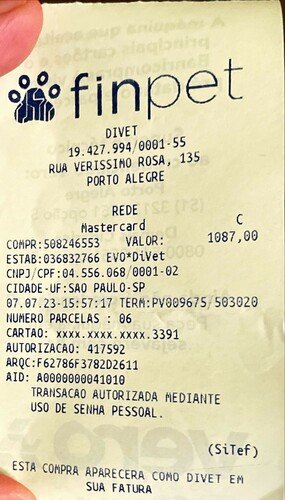 finpet
DIVET
19.427.994/0001-55
RUA VERISSIMO ROSA, 135
PORTO ALEGRE
REDE
Mastercard C
COMPR:508246553 VALOR: 1087,00
ESTAB:036832766 EVO*DiVet
CNPJ/CPF:04.556.068/0001-02
CIDADE-UF:SAO PAULO-SP
07.07.23-15:57:17 TERM:PV009675/503020
NUMERO PARCELAS : 06
CARTAO: xxxx.xxxx.xxxx.3391
AUTORIZACAO: 417592
ARQC:F62786F3782D2611
AID: A0000000041010
TRANSACAO AUTORIZADA MEDIANTE
USO DE SENHA PESSOAL.
(SiTef)
ESTA COMPRA APARECERA COMO DIVET EM
SUA FATURA